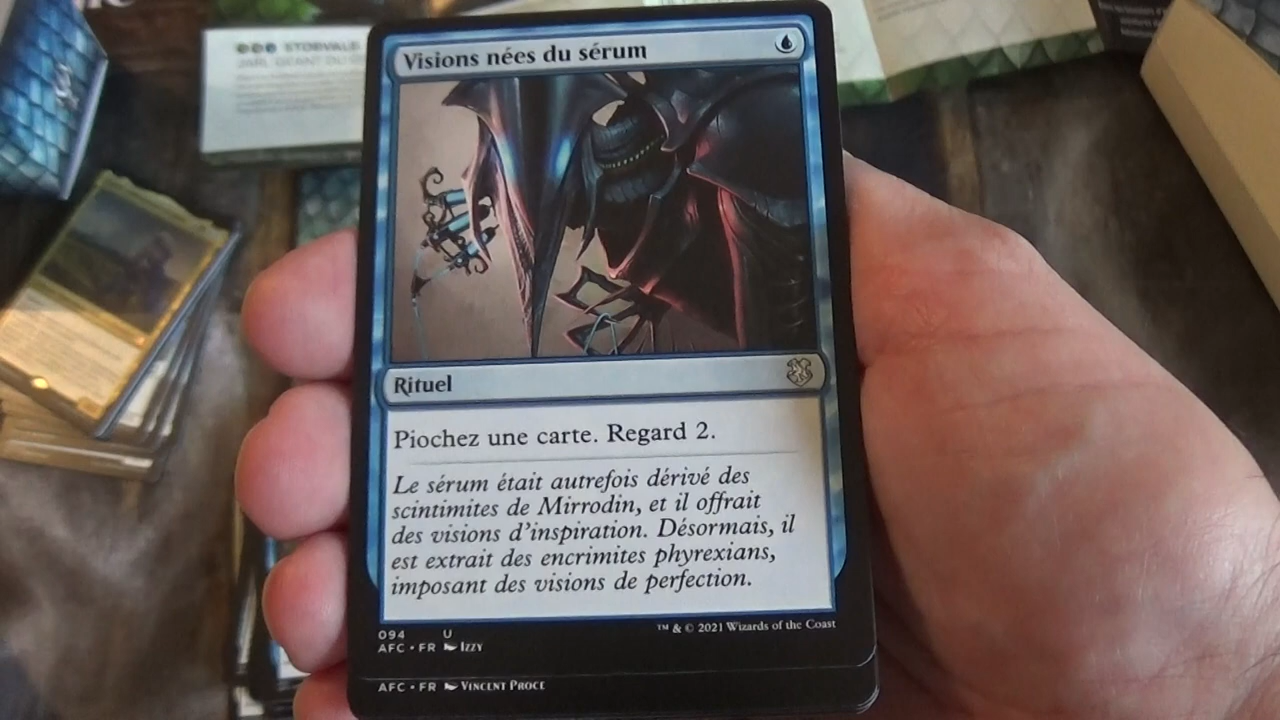 STORVALD
Visions nées du sérum
Rituel
Piochez une carte. Regard 2.
Le sérum était autrefois dérivé des
scintimites de Mirrodin, et il offrait
des visions d'inspiration. Désormais, il
est extrait des encrimites phyrexians,
imposant des visions de perfection.
094 U
AFC • FR Izzy
™ & © 2021 Wizards of the Coast
AFC • FR Vincent Proce